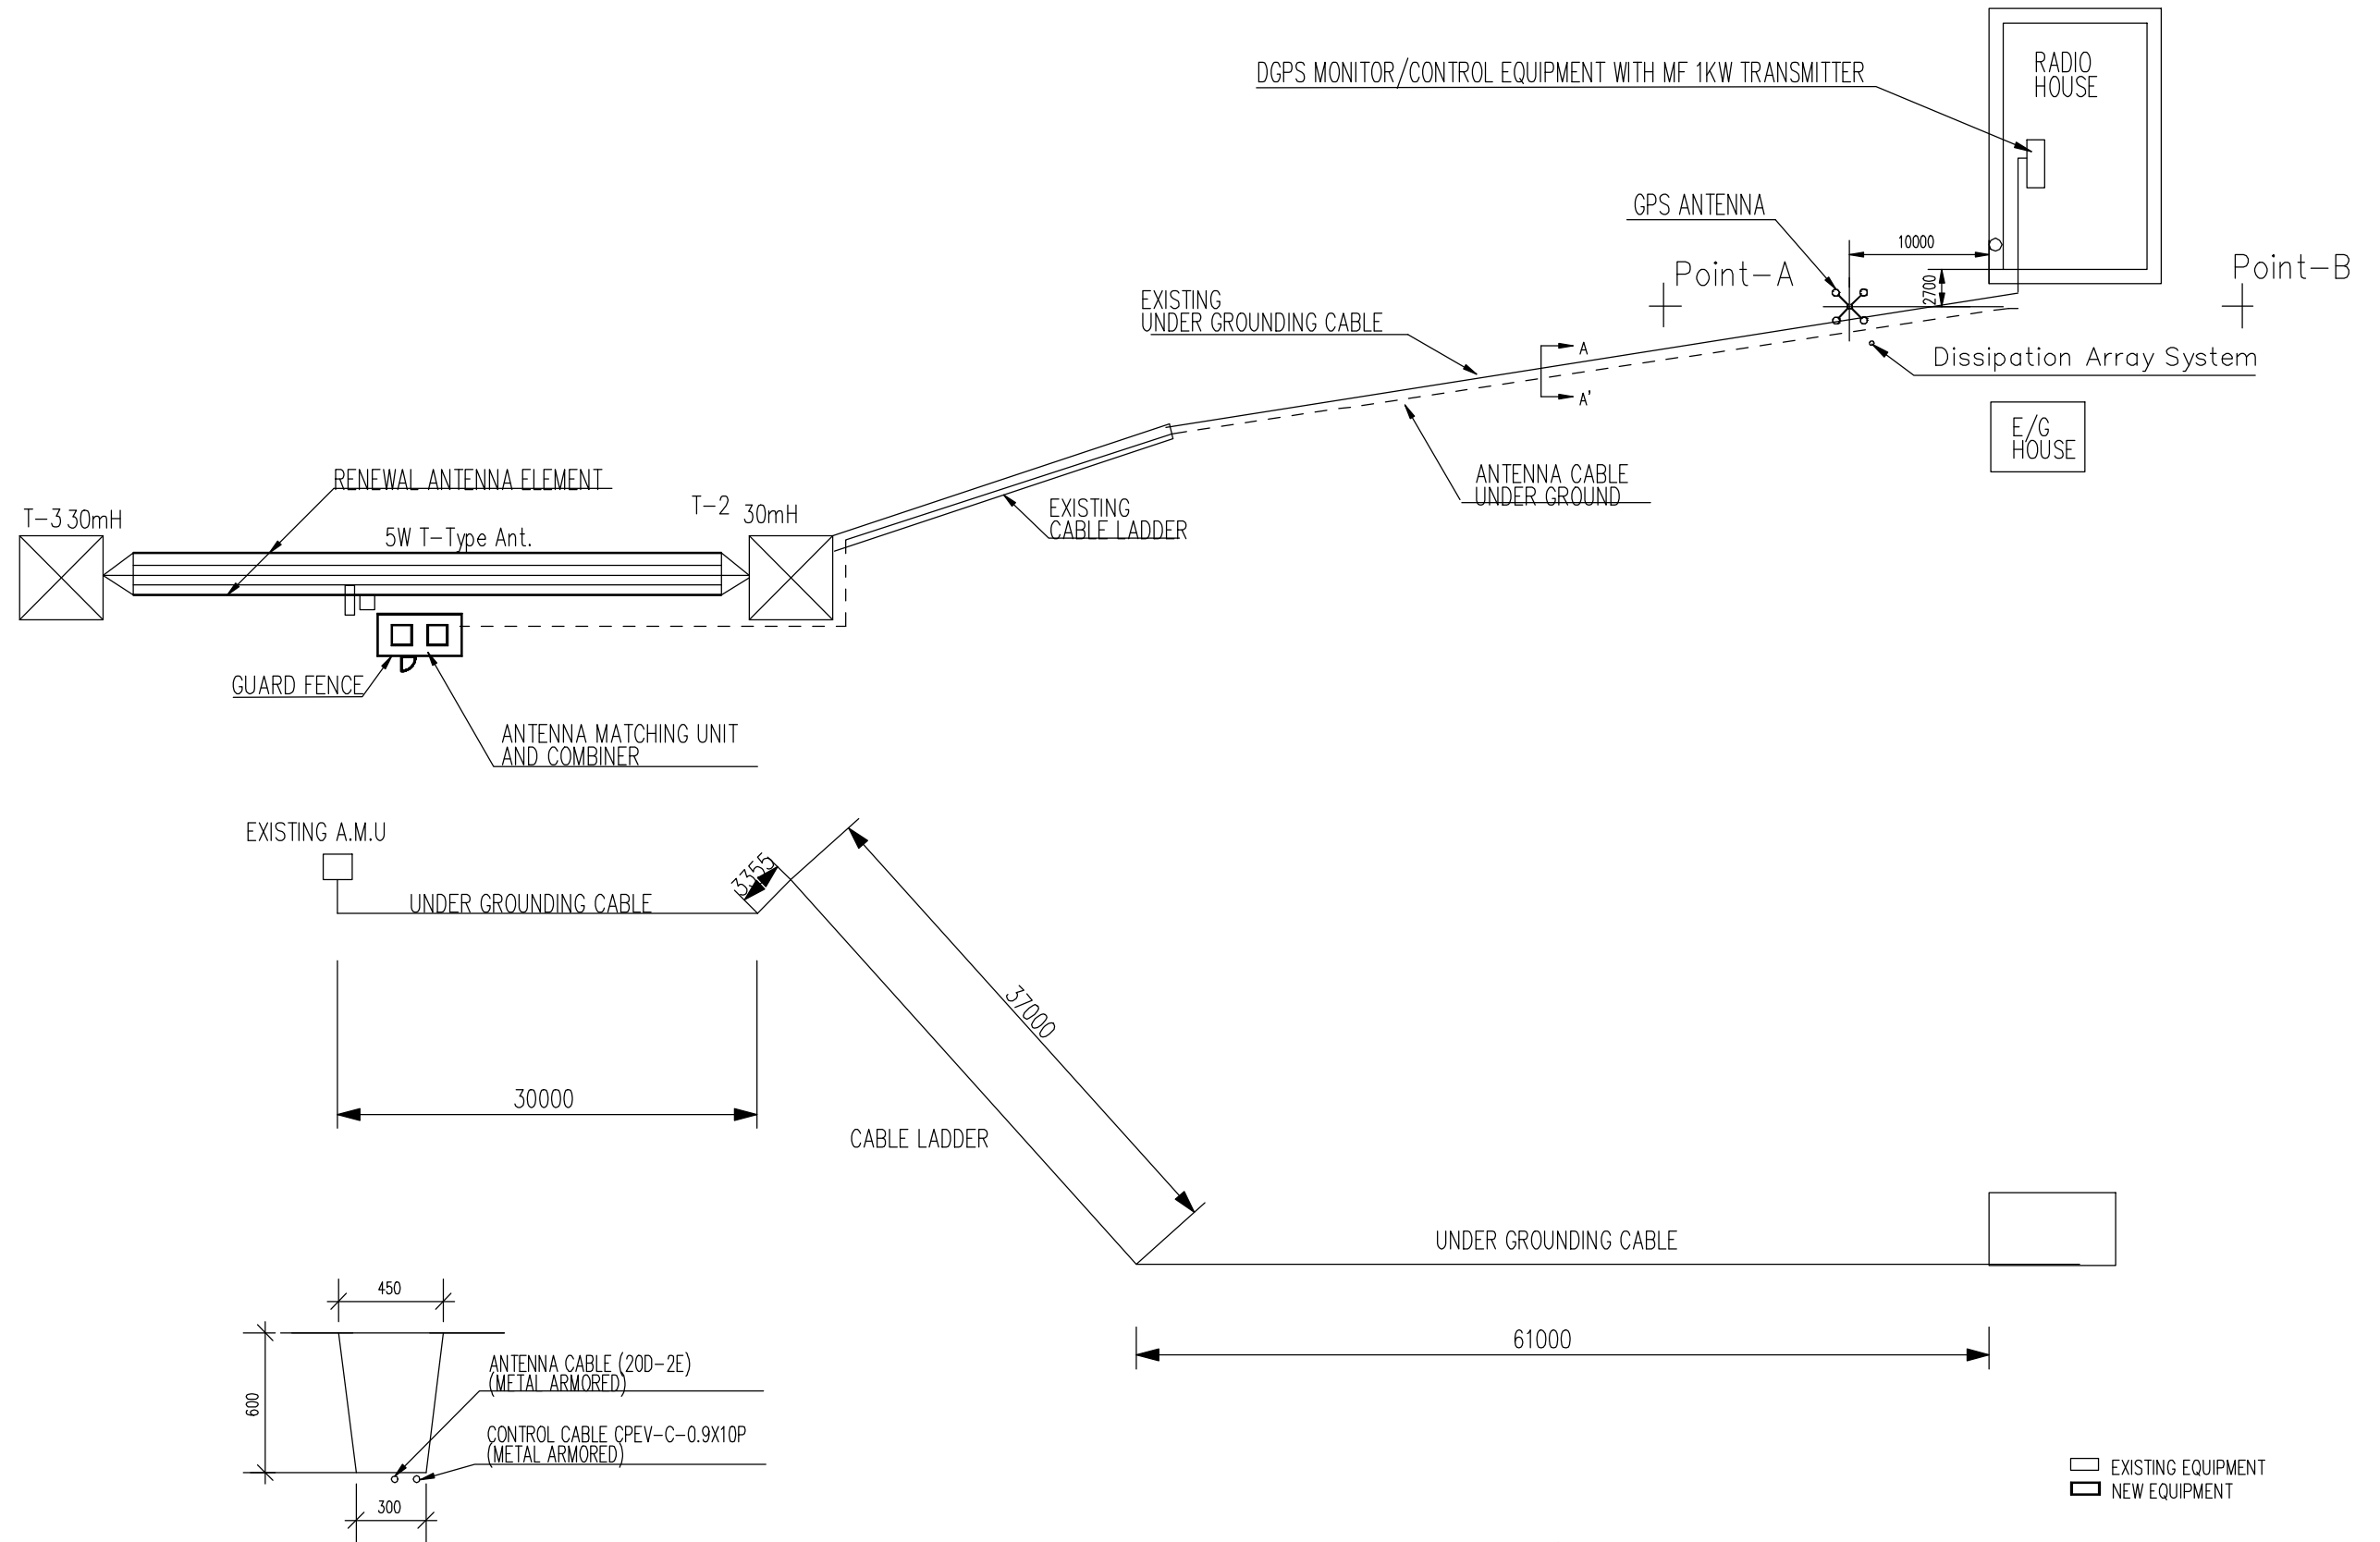 RADIO
HOUSE
DGPS MONITOR/CONTROL EQUIPMENT WITH MF 1KW TRANSMITTER
GPS ANTENNA
10000
2700
Point-A
Point-B
EXISTING
UNDER GROUNDING CABLE
A
A'
Dissipation Array System
E/G
HOUSE
ANTENNA CABLE
UNDER GROUND
RENEWAL ANTENNA ELEMENT
T-2
30mH
T-3 30mH
EXISTING
CABLE LADDER
5W T-Type Ant.
GUARD FENCE
ANTENNA MATCHING UNIT
AND COMBINER
EXISTING A.M.U
3355
UNDER GROUNDING CABLE
37000
30000
CABLE LADDER
UNDER GROUNDING CABLE
61000
450
600
ANTENNA CABLE (20D-2E)
(METAL ARMORED)
CONTROL CABLE CPEV-C-0.9X10P
(METAL ARMORED)
300
EXISTING EQUIPMENT
NEW EQUIPMENT